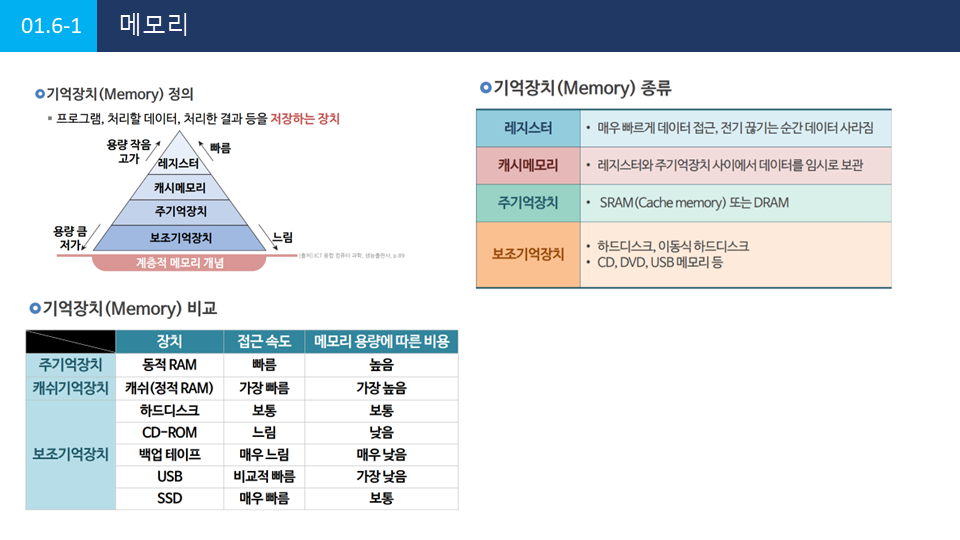 01.6-1 메모리
기억장치(Memory) 정의
▪ 프로그램, 처리할 데이터, 처리한 결과 등을 저장하는 장치
용량 작음
고가
빠름
레지스터
캐시메모리
주기억장치
보조기억장치
용량 큼
저가
느림
계층적 메모리 개념
[출처] ICT 융합 컴퓨터 과학, 생능출판사, p.89
기억장치(Memory) 종류
레지스터 • 매우 빠르게 데이터 접근, 전기 끊기는 순간 데이터 사라짐
캐시메모리 • 레지스터와 주기억장치 사이에서 데이터를 임시로 보관
주기억장치 • SRAM(Cache memory) 또는 DRAM
보조기억장치 • 하드디스크, 이동식 하드디스크
• CD, DVD, USB 메모리 등
기억장치(Memory) 비교
장치 접근 속도 메모리 용량에 따른 비용
주기억장치 동적 RAM 빠름 높음
캐쉬기억장치 캐쉬(정적 RAM) 가장 빠름 가장 높음
보조기억장치 하드디스크 보통 보통
CD-ROM 느림 낮음
백업 테이프 매우 느림 매우 낮음
USB 비교적 빠름 가장 낮음
SSD 매우 빠름 보통